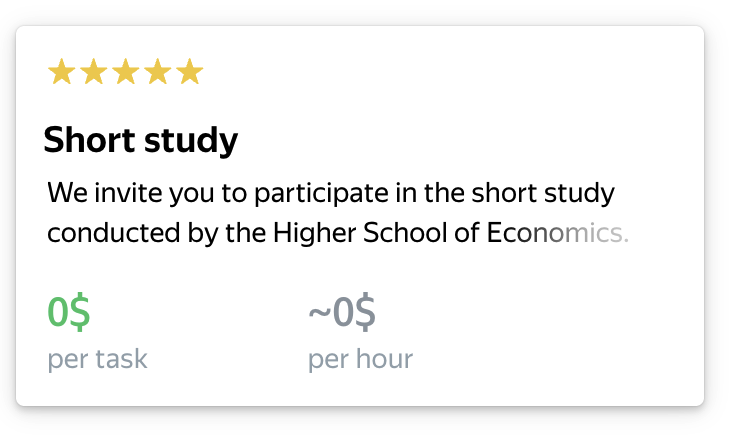 Short study
We invite you to participate in the short study
conducted by the Higher School of Economics.
0$ ~0$
per task per hour